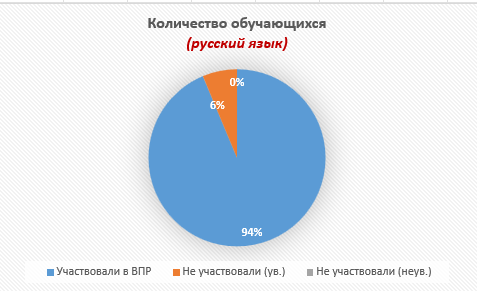 Количество обучающихся
(русский язык)
0%
6%
94%
Участвовали в ВПР Не участвовали (ув.) Не участвовали (неув.)